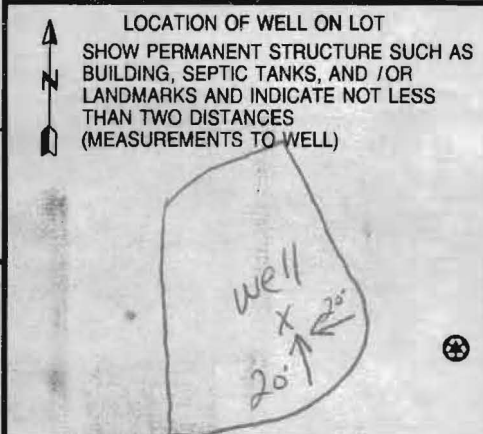 LOCATION OF WELL ON LOT
SHOW PERMANENT STRUCTURE SUCH AS
N BUILDING, SEPTIC TANKS, AND / OR
LANDMARKS AND INDICATE NOT LESS
THAN TWO DISTANCES
(MEASUREMENTS TO WELL)
well
X 20'
20'